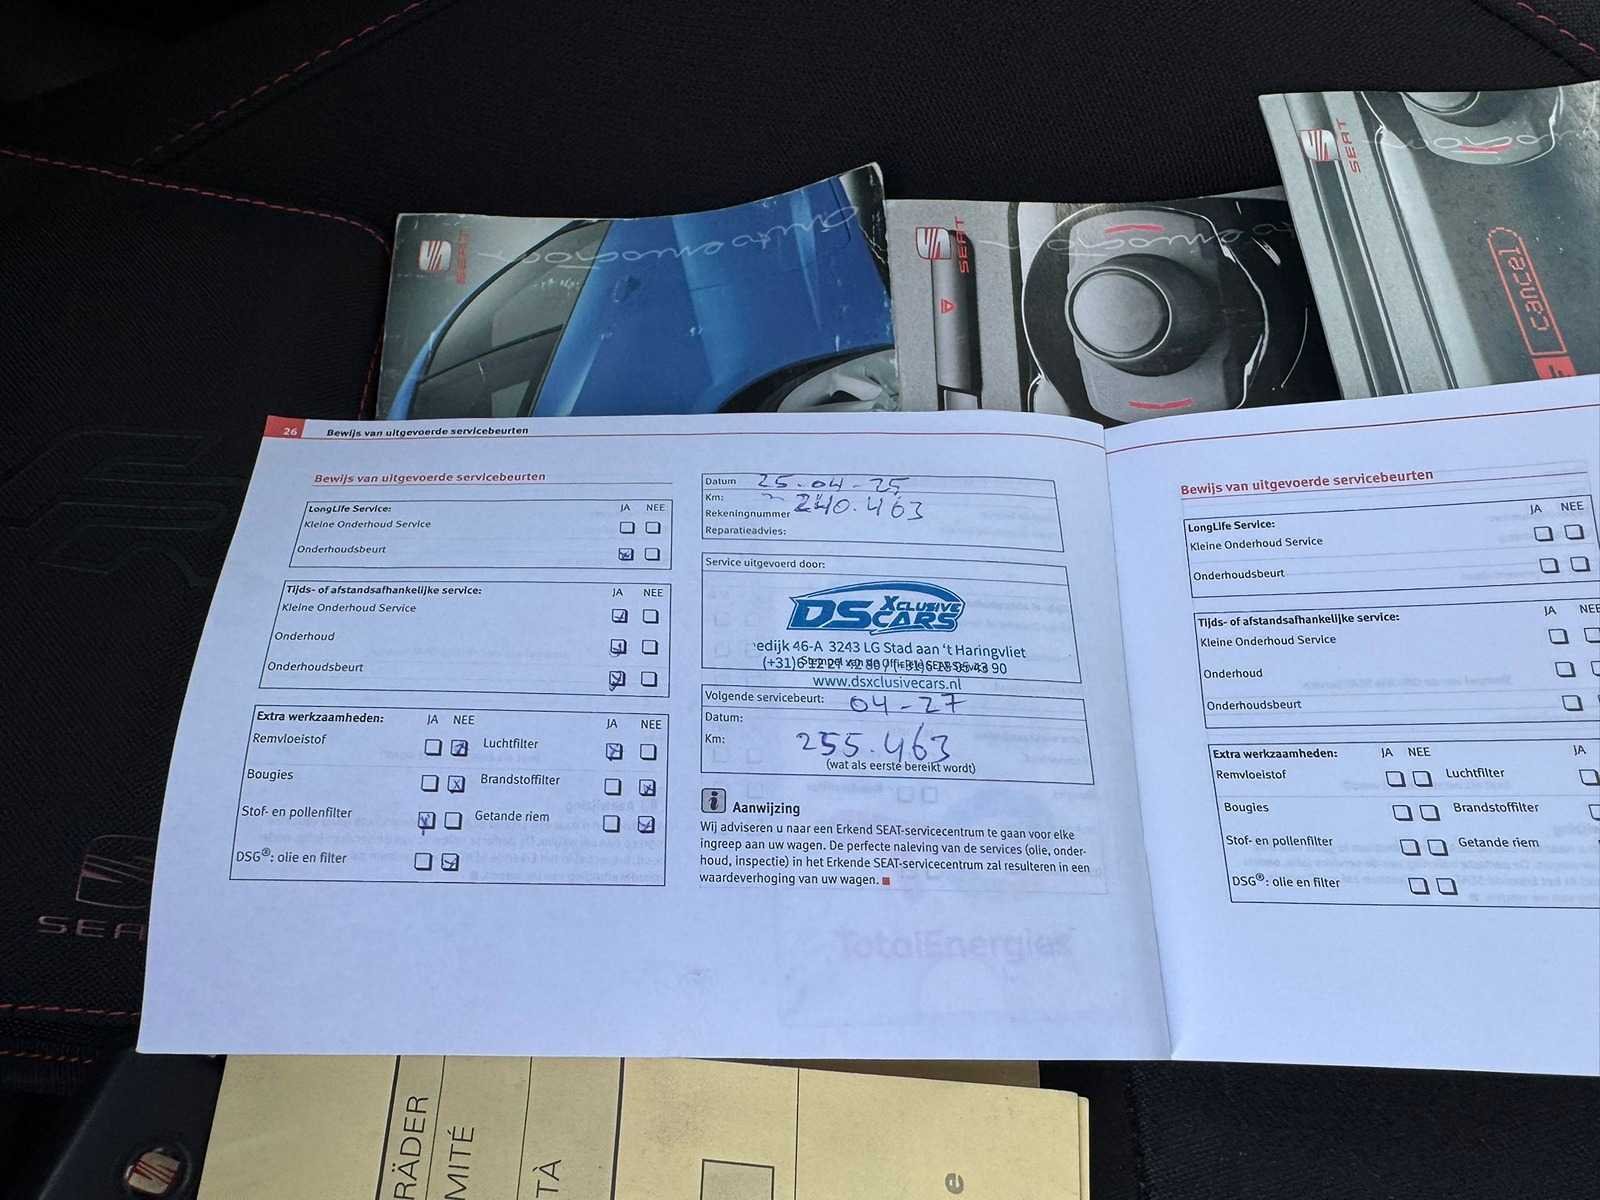 SEAT
autoemoción
SEAT
SEAT
cancel
26 Bewijs van uitgevoerde servicebeurten
Bewijs van uitgevoerde servicebeurten
LongLife Service: JA NEE
Kleine Onderhoud Service
Onderhoudsbeurt
Tijds- of afstandsafhankelijke service: JA NEE
Kleine Onderhoud Service
Onderhoud
Onderhoudsbeurt
Extra werkzaamheden: JA NEE JA NEE
Remvloeistof Luchtfilter
Bougies Brandstoffilter
Stof- en pollenfilter Getande riem
DSG®: olie en filter
Datum 25-04-25
Km: 240.463
Rekeningnummer
Reparatieadvies:
Service uitgevoerd door:
DS XCLUSIVE CARS
edijk 46-A 3243 LG Stad aan 't Haringvliet
www.dsxclusivecars.nl
Volgende servicebeurt: 04-27
Datum:
Km: 255.463
(wat als eerste bereikt wordt)
i Aanwijzing
Wij adviseren u naar een Erkend SEAT-servicecentrum te gaan voor elke
ingreep aan uw wagen. De perfecte naleving van de services (olie, onder-
houd, inspectie) in het Erkende SEAT-servicecentrum zal resulteren in een
waardeverhoging van uw wagen.
TotalEnergies
Bewijs van uitgevoerde servicebeurten
LongLife Service: JA NEE
Kleine Onderhoud Service
Onderhoudsbeurt
Tijds- of afstandsafhankelijke service: JA NEE
Kleine Onderhoud Service
Onderhoud
Onderhoudsbeurt
Extra werkzaamheden: JA NEE JA
Remvloeistof Luchtfilter
Bougies Brandstoffilter
Stof- en pollenfilter Getande riem
DSG®: olie en filter
SEA
RÄDER
MITÉ
TÀ
e